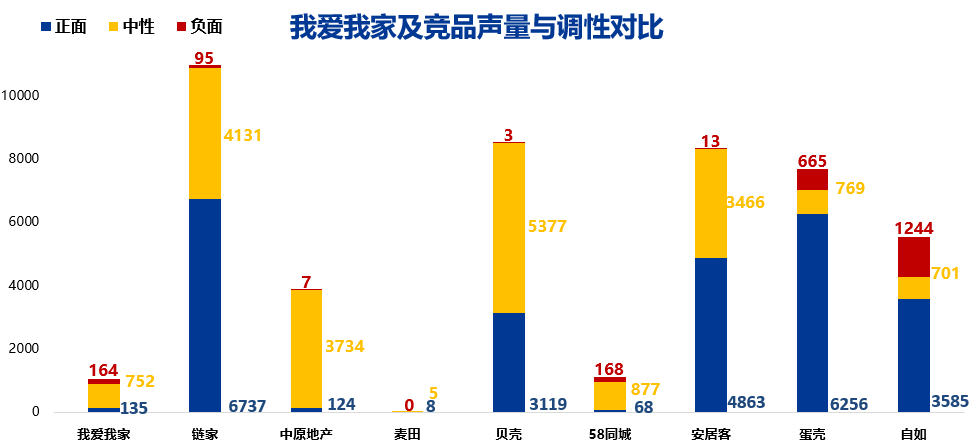 我爱我家及竞品声量与调性对比
正面 中性 负面
10000
8000
6000
4000
2000
0
164 752 135
95 4131 6737
7 3734 124
0 5 8
3 5377 3119
168 877 68
13 3466 4863
665 769 6256
1244 701 3585
我爱我家 链家 中原地产 麦田 贝壳 58同城 安居客 蛋壳 自如